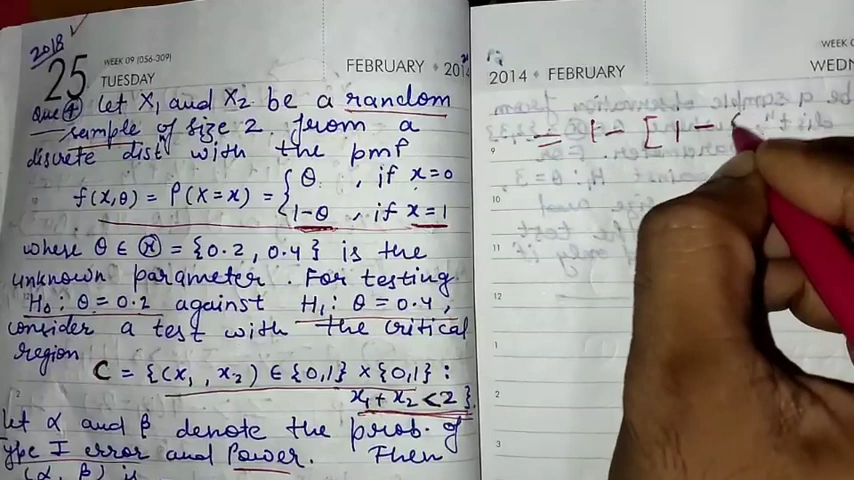 2018
25
WEEK 09 (056-309)
TUESDAY
FEBRUARY • 201
Que ④ Let X₁ and X₂ be a random
sample of size 2 from a
discrete dist with the pmf
f(x,θ) = P(X=x) = { θ , if x=0
1-θ , if x=1
where θ ∈ Ⓗ = {0.2, 0.4} is the
unknown parameter. For testing
H₀: θ = 0.2 against H₁: θ = 0.4,
consider a test with the critical
region
C = {(x₁, x₂) ∈ {0,1} × {0,1} :
x₁ + x₂ < 2}.
Let α and β denote the prob. of
Type I error and Power. Then
(α, β) is
2014 • FEBRUARY
WEEK
WEDN
= 1 - [1 -
9
10
11
12
1
2
3